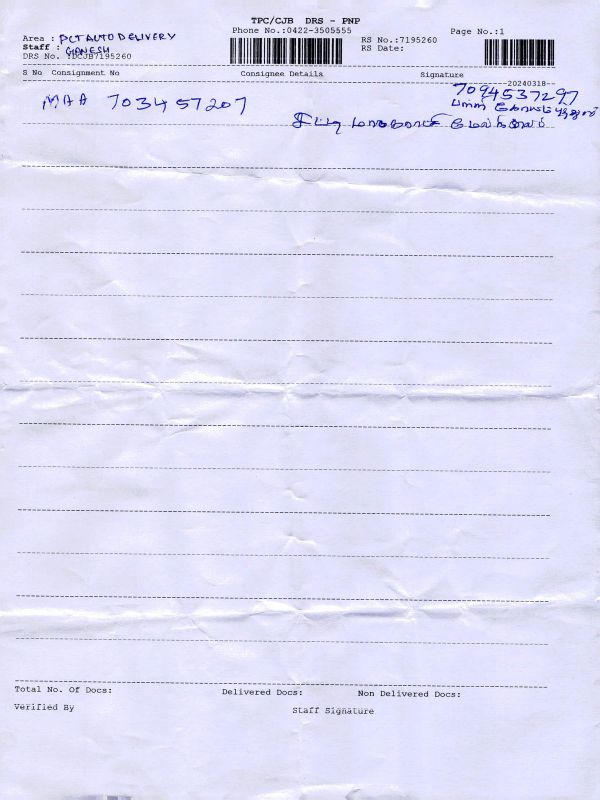 TPC/CJB DRS - PNP
Phone No.:0422-3505555
RS No.:7195260
Page No.:1
Area : PCT AUTO DELIVERY
Staff : GANESH
RS Date:
DRS No. :DCJB7195260
S No Consignment No Consignee Details Signature
20240318
MAA 7034457207
7094537297
Total No. Of Docs: Delivered Docs: Non Delivered Docs:
Verified By Staff Signature